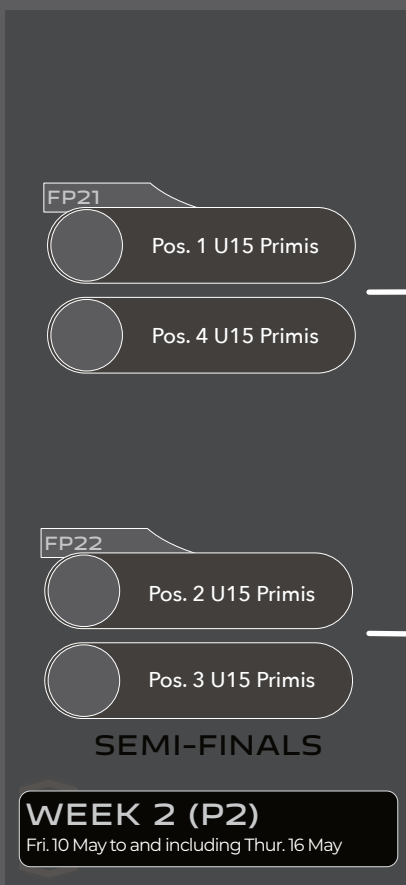 FP21
Pos. 1 U15 Primis
Pos. 4 U15 Primis
FP22
Pos. 2 U15 Primis
Pos. 3 U15 Primis
SEMI-FINALS
WEEK 2 (P2)
Fri. 10 May to and including Thur. 16 May